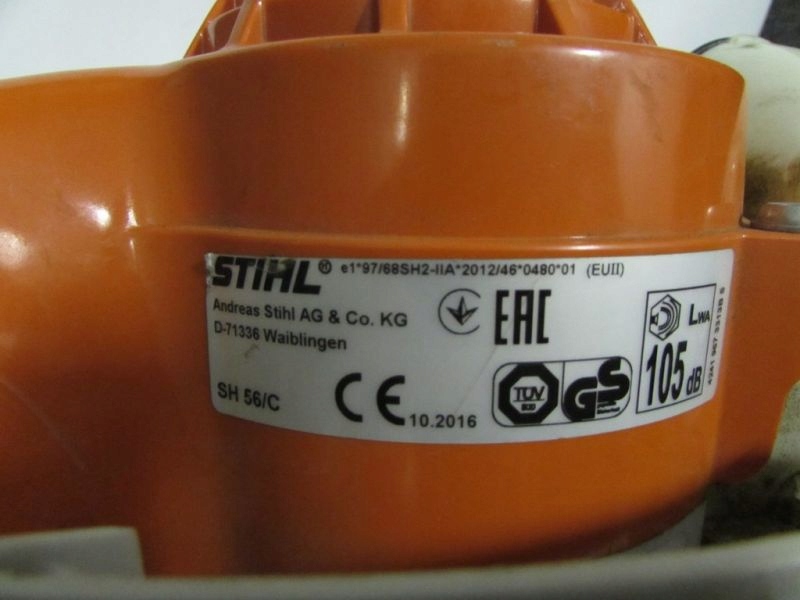 STIHL® e1*97/68SH2-IIA*2012/46*0480*01 (EUII)
Andreas Stihl AG & Co. KG
D-71336 Waiblingen
SH 56/C
CE 10.2016
EAC
TÜV
SÜD
GS
LWA
105 dB